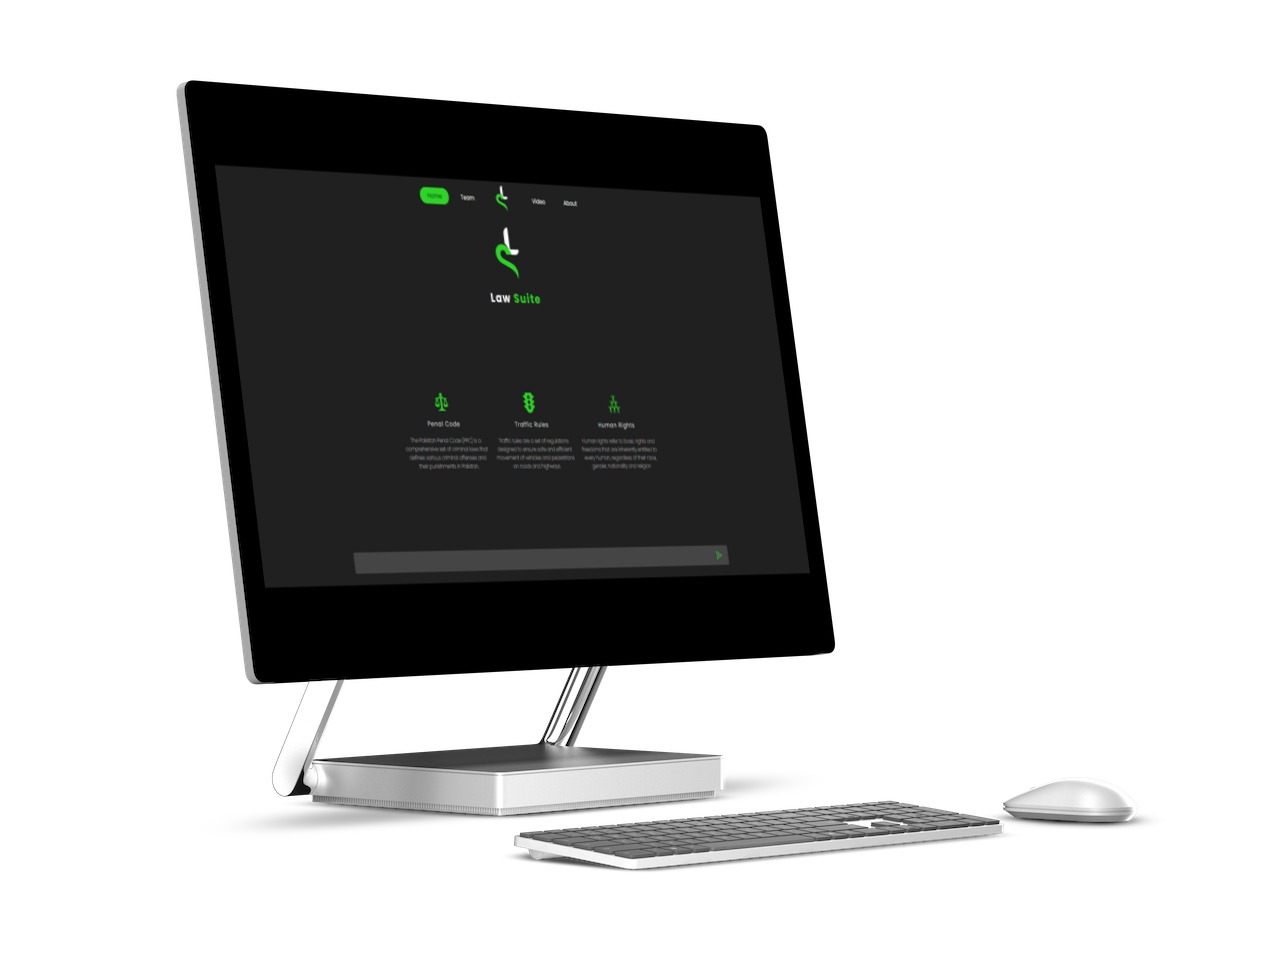 Home Team Video About
Law Suite
Penal Code Traffic Rules Human Rights
The Pakistan Penal Code (PPC) is a
comprehensive set of criminal laws that
defines various criminal offenses and
their punishments in Pakistan.
Traffic rules are a set of regulations
designed to ensure safe and efficient
movement of vehicles and pedestrians
on roads and highways.
Human rights refer to basic rights and
freedoms that are inherently entitled to
every human, regardless of their race,
gender, nationality and religion